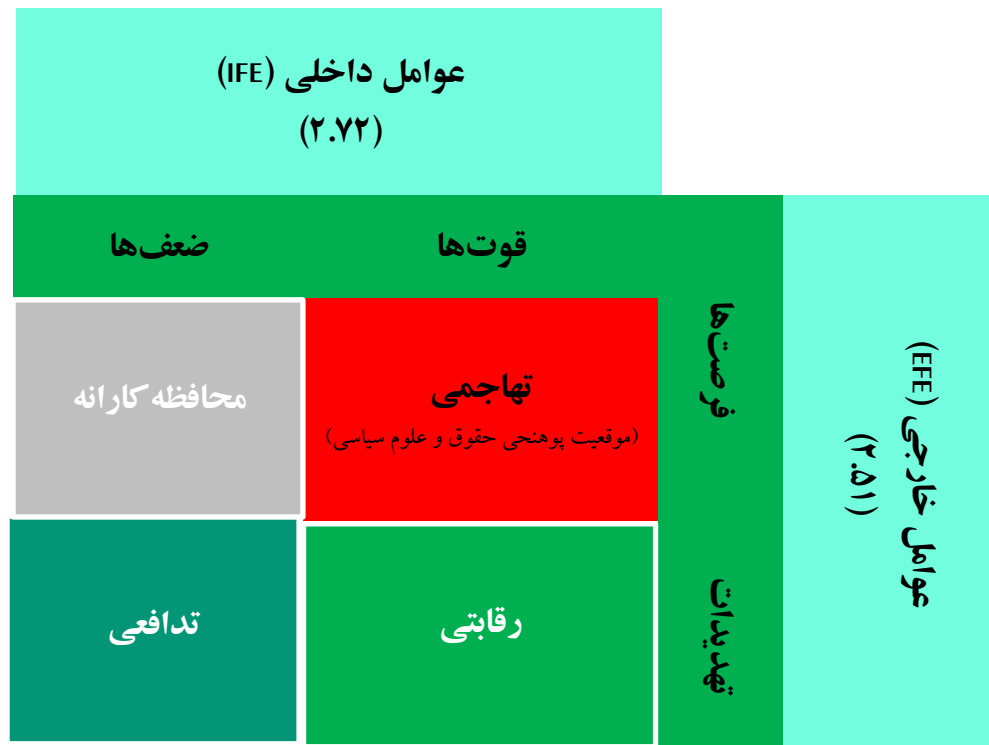 عوامل داخلی (IFE)
(۲.۷۲)
قوت‌ها
ضعف‌ها
فرصت‌ها
تهاجمی
(موقعیت پوهنحی حقوق و علوم سیاسی)
محافظه کارانه
تهدیدات
رقابتی
تدافعی
عوامل خارجی (EFE)
(۲.۵۱)